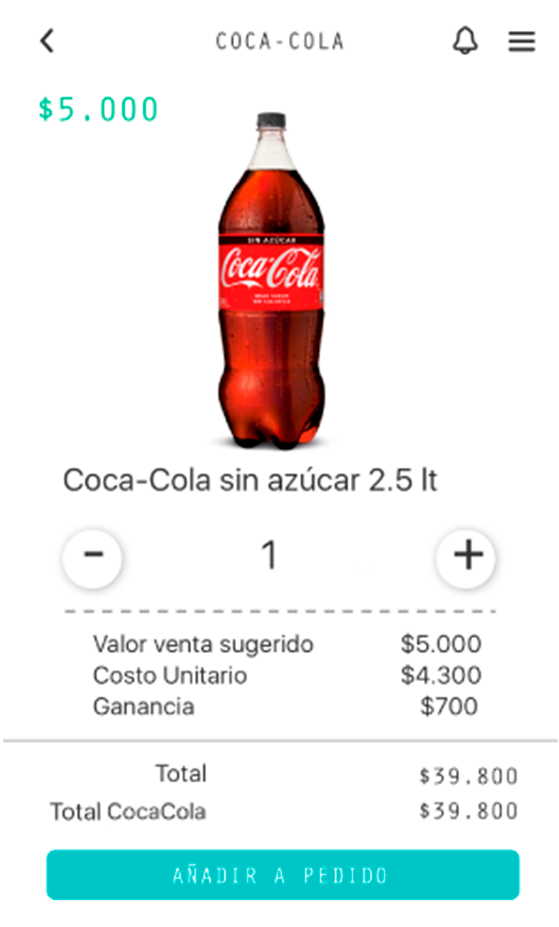 COCA-COLA
$5.000
SIN AZÚCAR
Coca-Cola
Coca-Cola sin azúcar 2.5 lt
- 1 +
Valor venta sugerido $5.000
Costo Unitario $4.300
Ganancia $700
Total $39.800
Total CocaCola $39.800
AÑADIR A PEDIDO